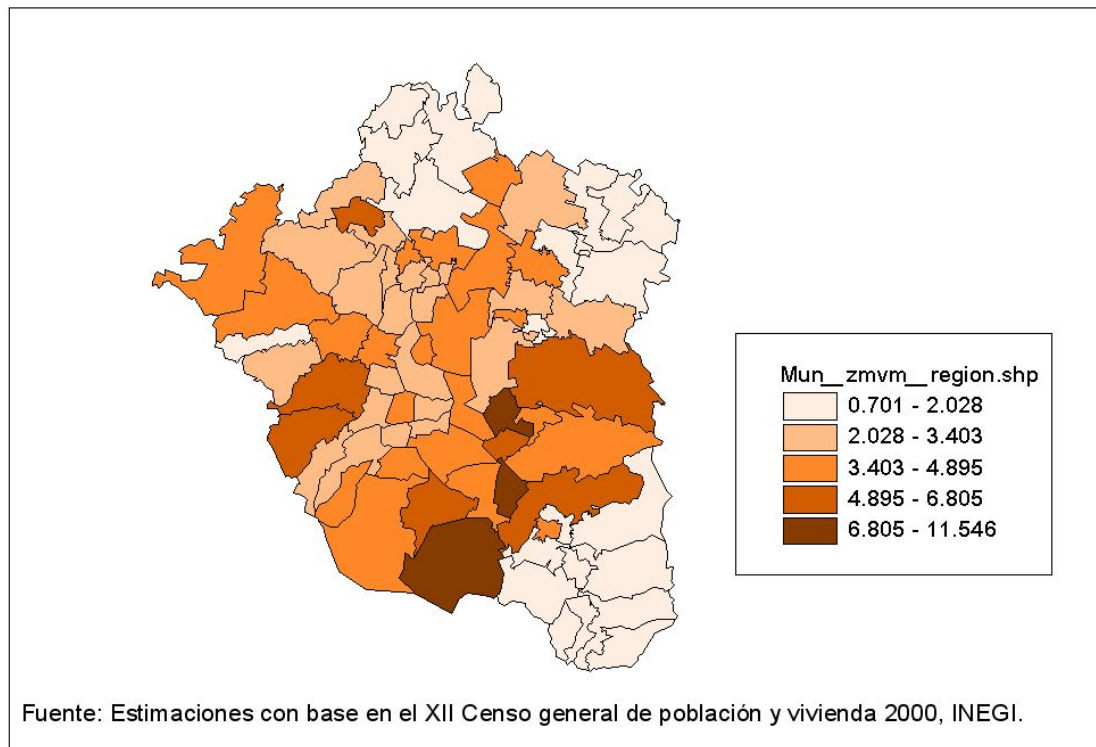 Mun__zmvm__region.shp
0.701 - 2.028
2.028 - 3.403
3.403 - 4.895
4.895 - 6.805
6.805 - 11.546
Fuente: Estimaciones con base en el XII Censo general de población y vivienda 2000, INEGI.